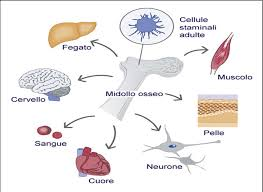 Cellule
staminali
adulte
Fegato
Muscolo
Midollo osseo
Cervello
Pelle
Sangue
Neurone
Cuore